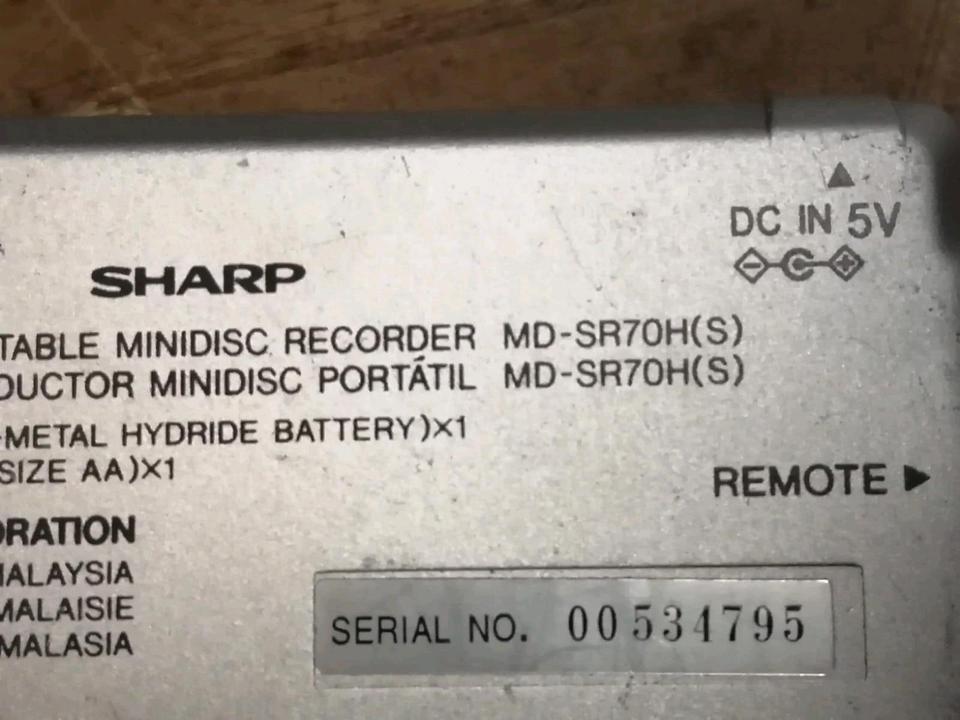 DC IN 5V
SHARP
TABLE MINIDISC RECORDER MD-SR70H(S)
DUCTOR MINIDISC PORTÁTIL MD-SR70H(S)
-METAL HYDRIDE BATTERY)×1
SIZE AA)×1
REMOTE
ORATION
MALAYSIA
MALAISIE
MALASIA
SERIAL NO. 00534795